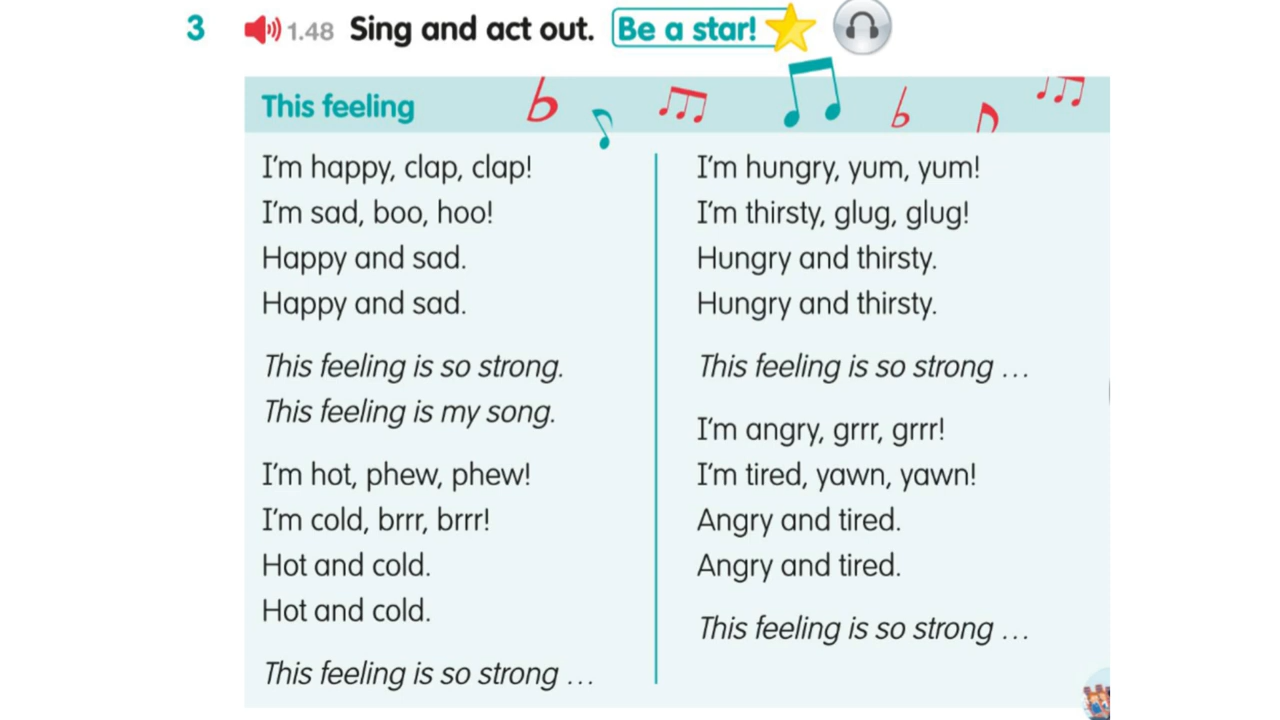 3 1.48 Sing and act out. Be a star!
This feeling
I'm happy, clap, clap!
I'm sad, boo, hoo!
Happy and sad.
Happy and sad.
This feeling is so strong.
This feeling is my song.
I'm hot, phew, phew!
I'm cold, brrr, brrr!
Hot and cold.
Hot and cold.
This feeling is so strong …
I'm hungry, yum, yum!
I'm thirsty, glug, glug!
Hungry and thirsty.
Hungry and thirsty.
This feeling is so strong …
I'm angry, grrr, grrr!
I'm tired, yawn, yawn!
Angry and tired.
Angry and tired.
This feeling is so strong …